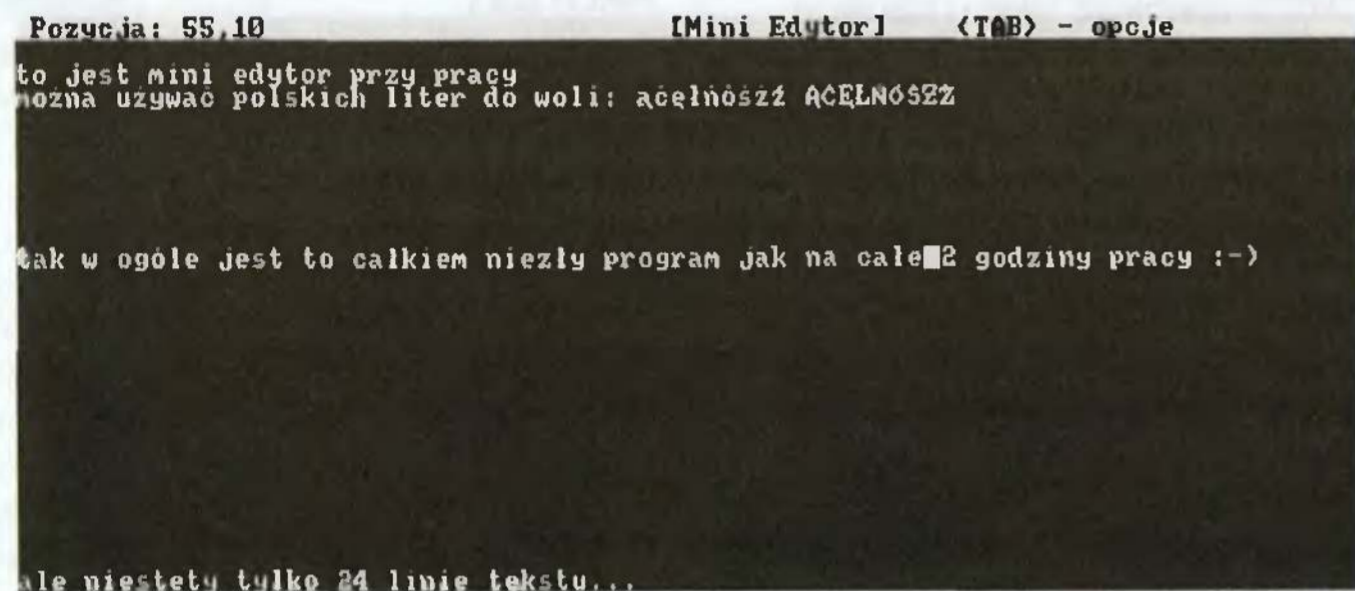 Pozycja: 55,10 [Mini Edytor] <TAB> - opcje
to jest mini edytor przy pracy
można używać polskich liter do woli: ąćęłńóśźż ĄĆĘŁŃÓŚŹŻ
tak w ogóle jest to całkiem niezły program jak na całe 2 godziny pracy :-)
ale niestety tylko 24 linie tekstu...